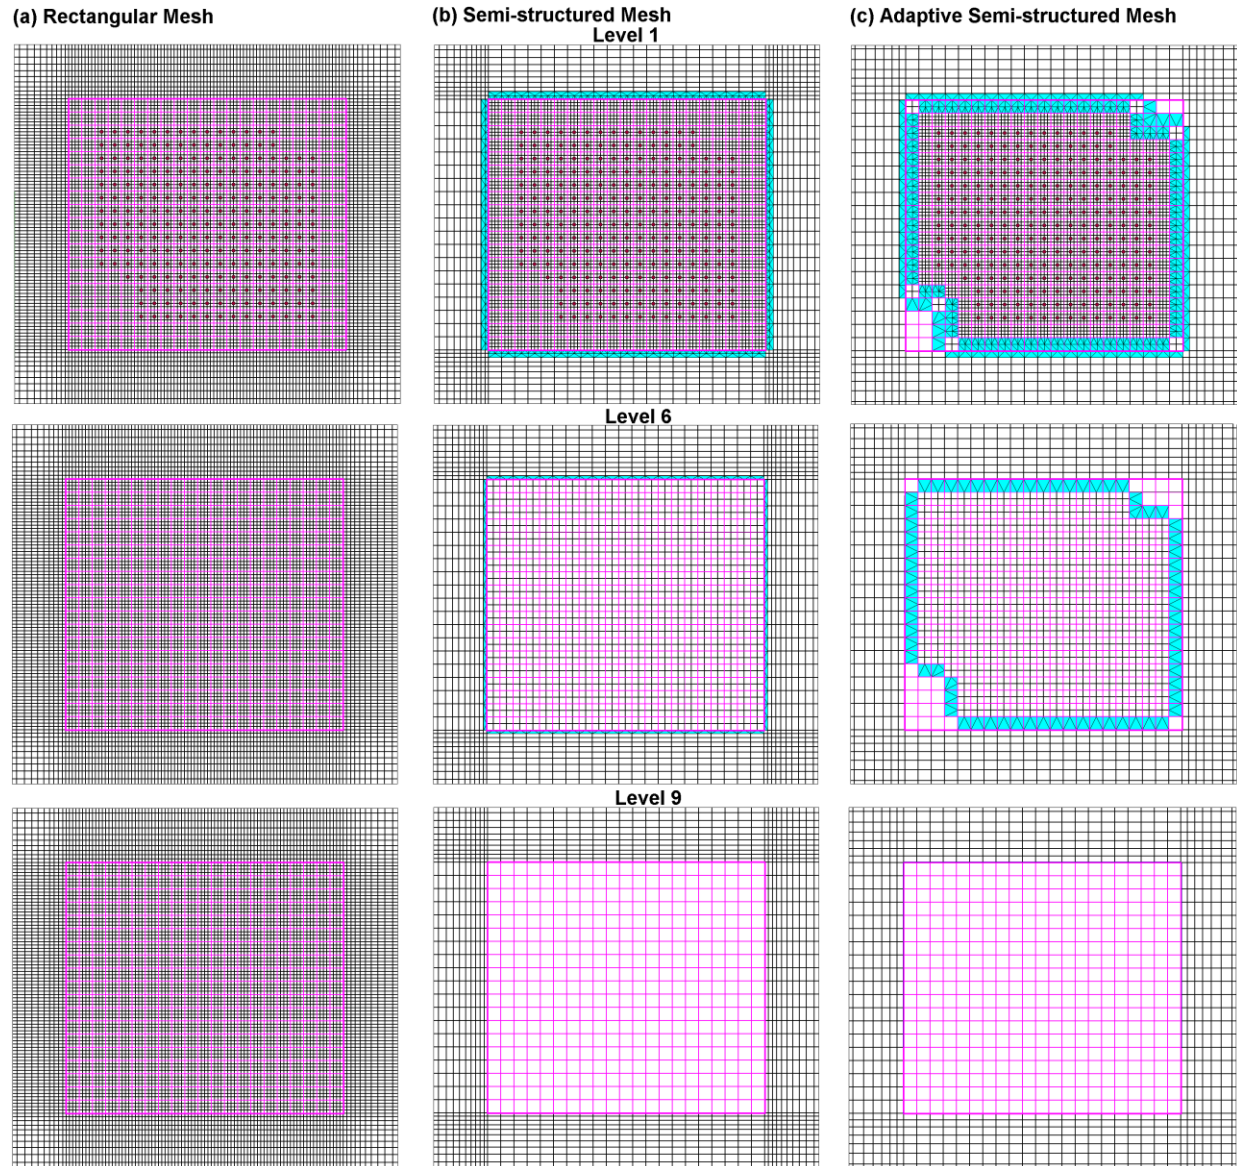 (a) Rectangular Mesh
(b) Semi-structured Mesh
(c) Adaptive Semi-structured Mesh
Level 1
Level 6
Level 9